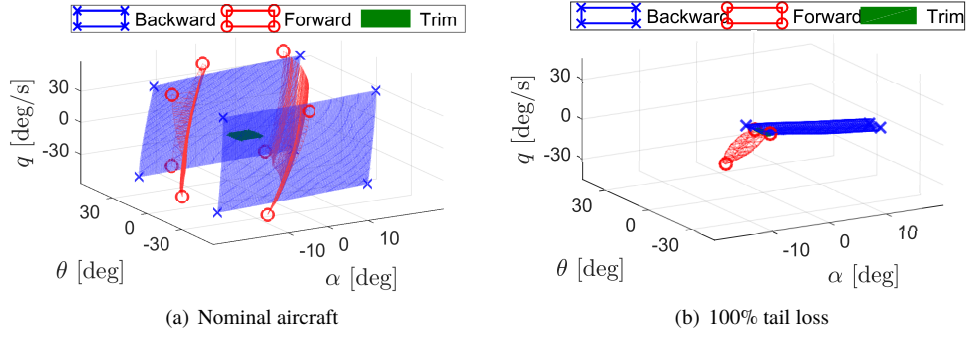 Backward Forward Trim
30
0
-30
q [deg/s]
30
0
-30
θ [deg]
-10 0 10
α [deg]
(a) Nominal aircraft
Backward Forward Trim
30
0
-30
q [deg/s]
30
0
-30
θ [deg]
-10 0 10
α [deg]
(b) 100% tail loss